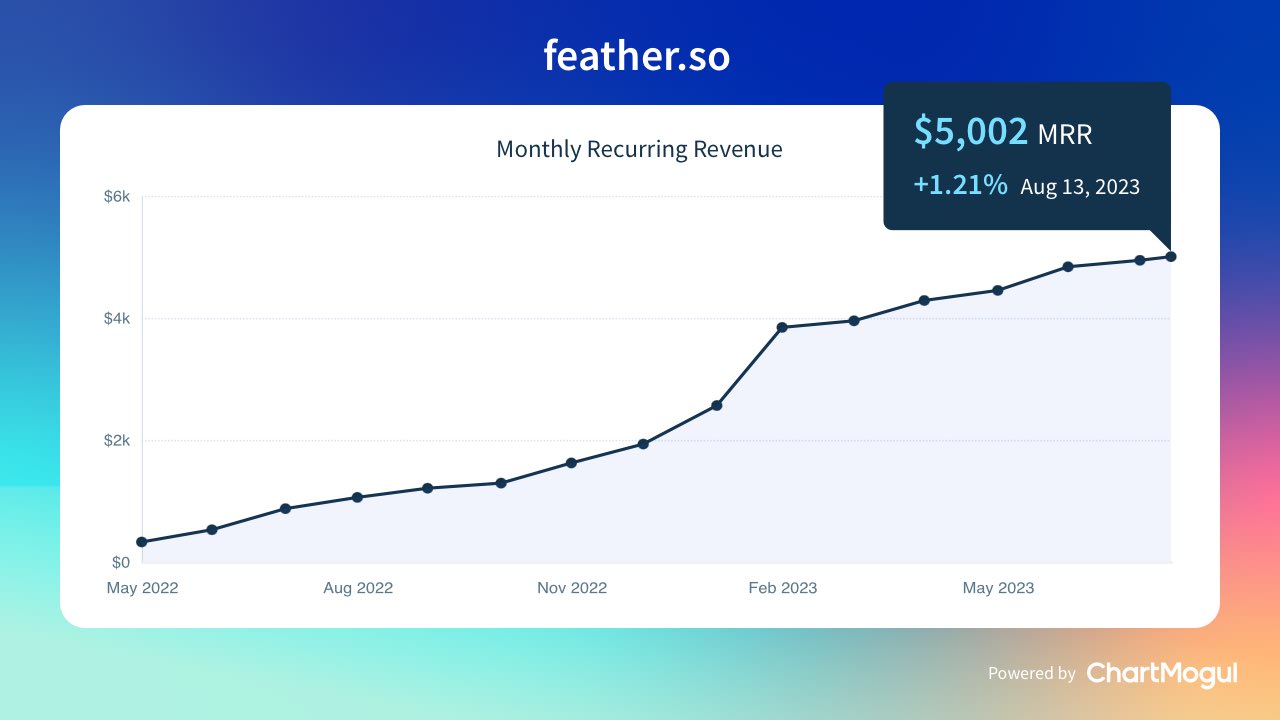 feather.so
$5,002 MRR
+1.21% Aug 13, 2023
Monthly Recurring Revenue
$6k
$4k
$2k
$0
May 2022 Aug 2022 Nov 2022 Feb 2023 May 2023
Powered by ChartMogul